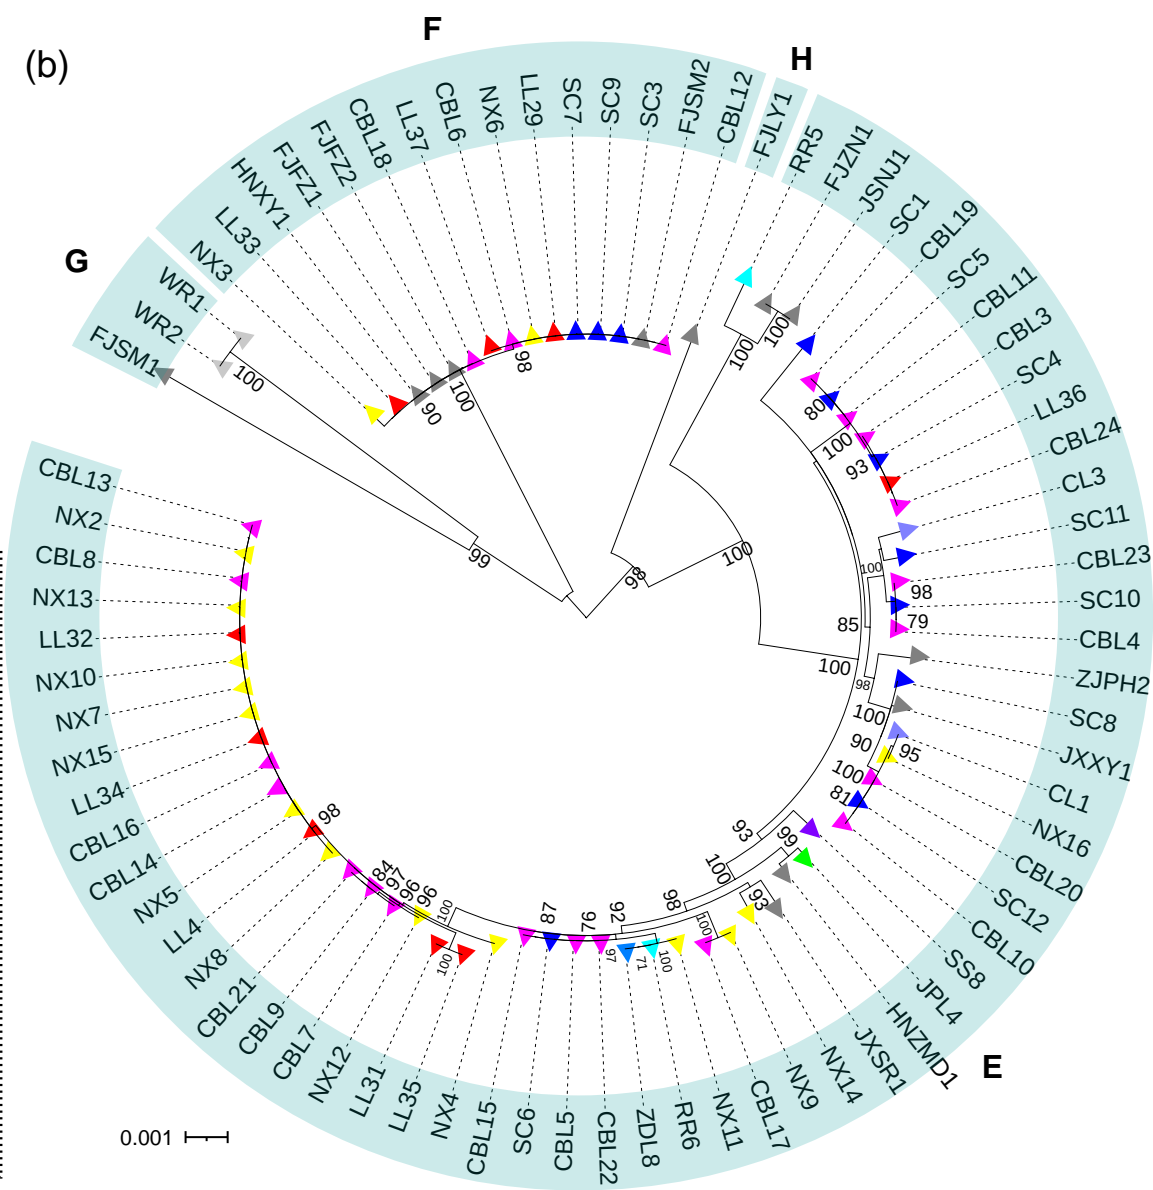 (b)
F
H
G
E
FJSM1
WR2
WR1
NX3
LL33
HNXY1
FJFZ1
FJFZ2
CBL18
LL37
CBL6
NX6
LL29
SC7
SC9
SC3
FJSM2
CBL12
FJLY1
RR5
FJZN1
JSNJ1
SC1
CBL19
SC5
CBL11
CBL3
SC4
LL36
CBL24
CL3
SC11
CBL23
SC10
CBL4
ZJPH2
SC8
JXXY1
CL1
NX16
CBL20
SC12
CBL10
SS8
JPL4
HNZMD1
JXSR1
NX14
NX9
CBL17
NX11
RR6
ZDL8
CBL22
CBL5
SC6
CBL15
NX4
LL35
LL31
NX12
CBL7
CBL9
CBL21
NX8
LL4
NX5
CBL14
CBL16
LL34
NX15
NX7
NX10
LL32
NX13
CBL8
NX2
CBL13
100
99
90
100
98
98
100
100
100
80
100
93
100
98
79
85
100
98
100
90
95
100
81
93
99
100
93
98
100
92
97
71
100
76
87
100
100
96
96
97
84
98
0.001